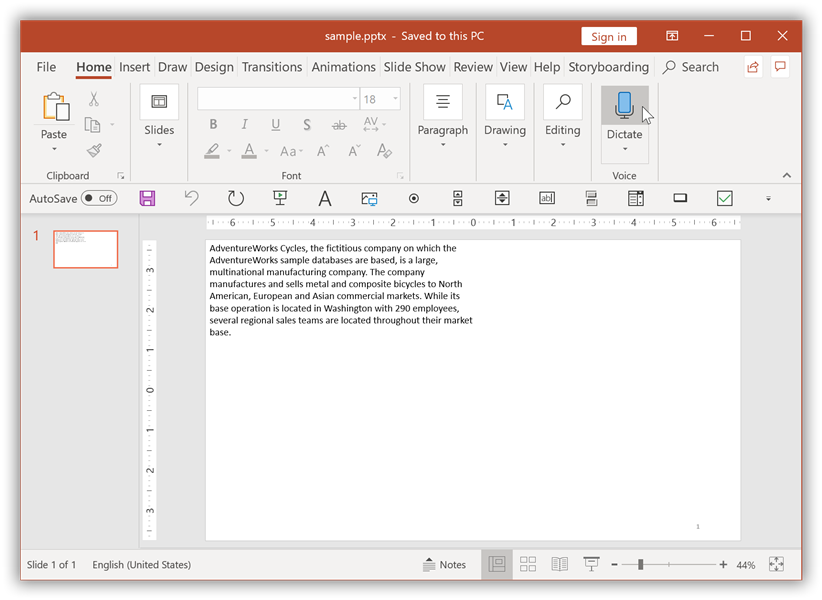 sample.pptx - Saved to this PC
Sign in
File Home Insert Draw Design Transitions Animations Slide Show Review View Help Storyboarding Search
18
Paste
Slides
B I U S ab AV
A Aa A A A
Paragraph
Drawing
Editing
Dictate
Clipboard
Font
Voice
AutoSave Off
A
ab
6 5 4 3 2 1 0 1 2 3 4 5 6
1
3
2
1
0
1
2
3
AdventureWorks Cycles, the fictitious company on which the
AdventureWorks sample databases are based, is a large,
multinational manufacturing company. The company
manufactures and sells metal and composite bicycles to North
American, European and Asian commercial markets. While its
base operation is located in Washington with 290 employees,
several regional sales teams are located throughout their market
base.
1
Slide 1 of 1 English (United States) Notes 44%